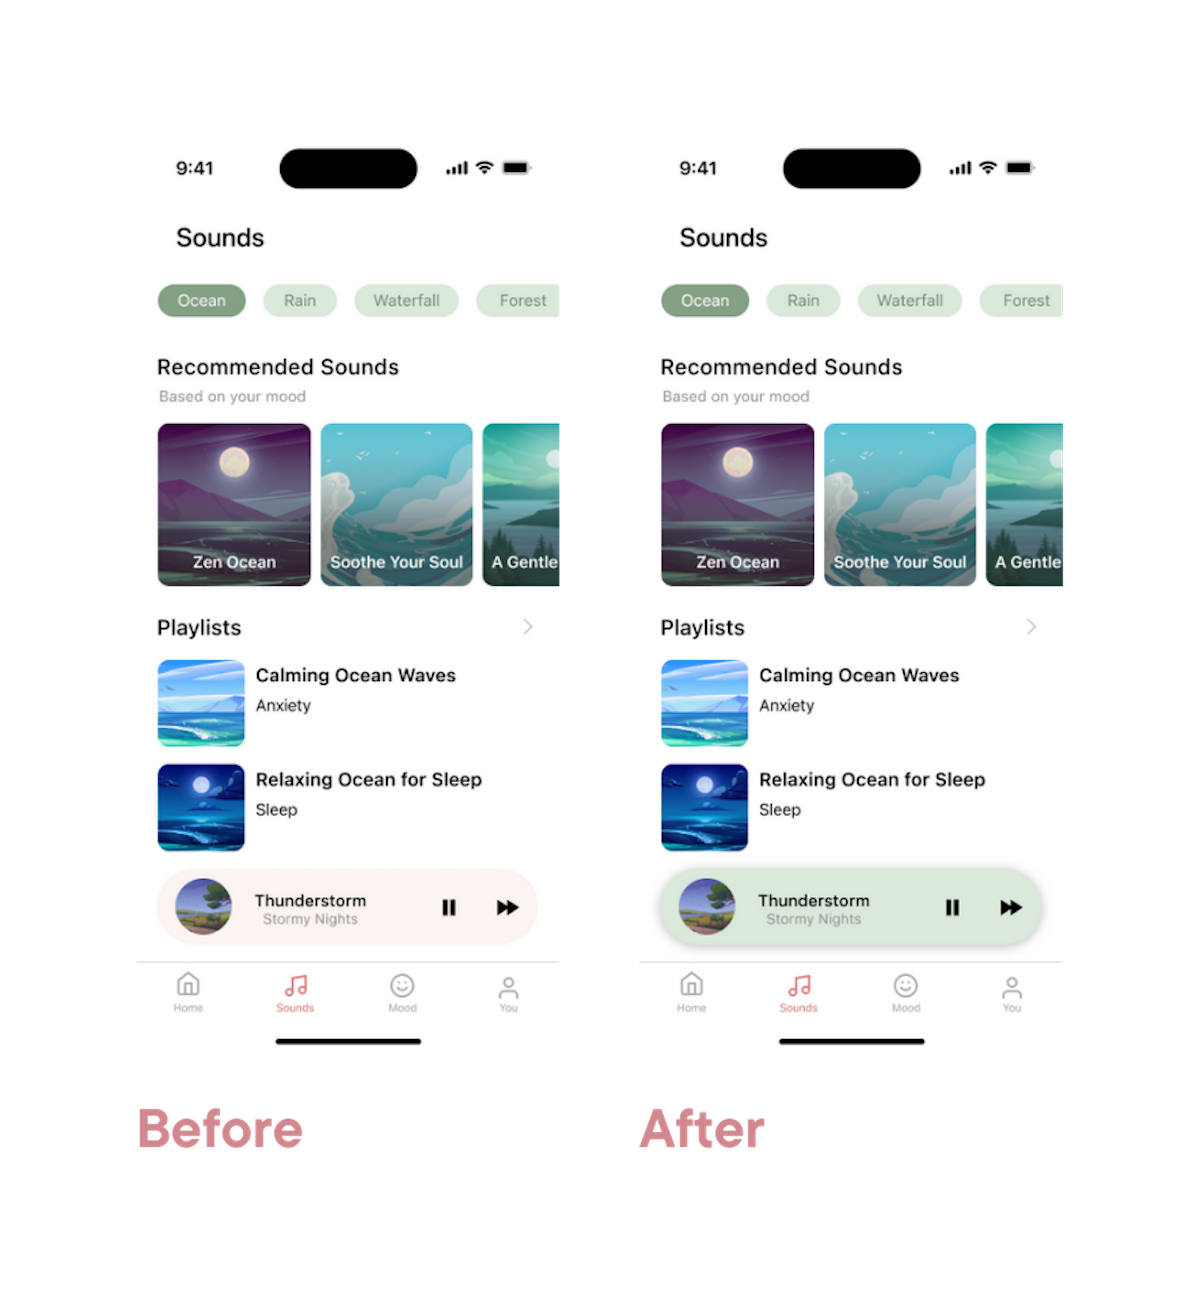 9:41
Sounds
Ocean Rain Waterfall Forest
Recommended Sounds
Based on your mood
Zen Ocean Soothe Your Soul A Gentle
Playlists
Calming Ocean Waves
Anxiety
Relaxing Ocean for Sleep
Sleep
Thunderstorm
Stormy Nights
Home Sounds Mood You
Before
9:41
Sounds
Ocean Rain Waterfall Forest
Recommended Sounds
Based on your mood
Zen Ocean Soothe Your Soul A Gentle
Playlists
Calming Ocean Waves
Anxiety
Relaxing Ocean for Sleep
Sleep
Thunderstorm
Stormy Nights
Home Sounds Mood You
After